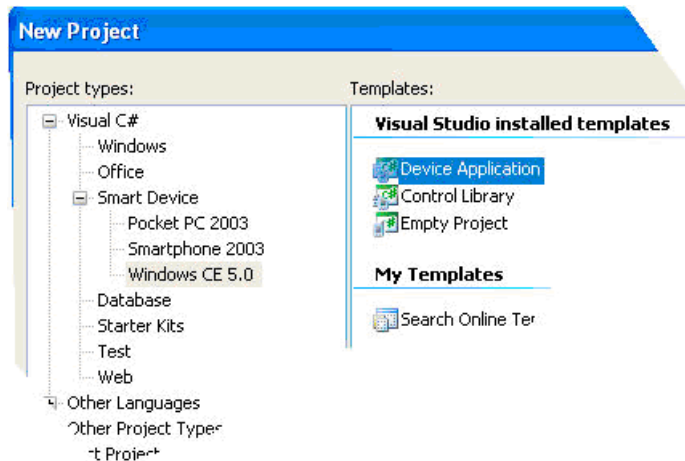 New Project
Project types:
Visual C#
Windows
Office
Smart Device
Pocket PC 2003
Smartphone 2003
Windows CE 5.0
Database
Starter Kits
Test
Web
Other Languages
Other Project Types
t Project
Templates:
Visual Studio installed templates
Device Application
Control Library
Empty Project
My Templates
Search Online